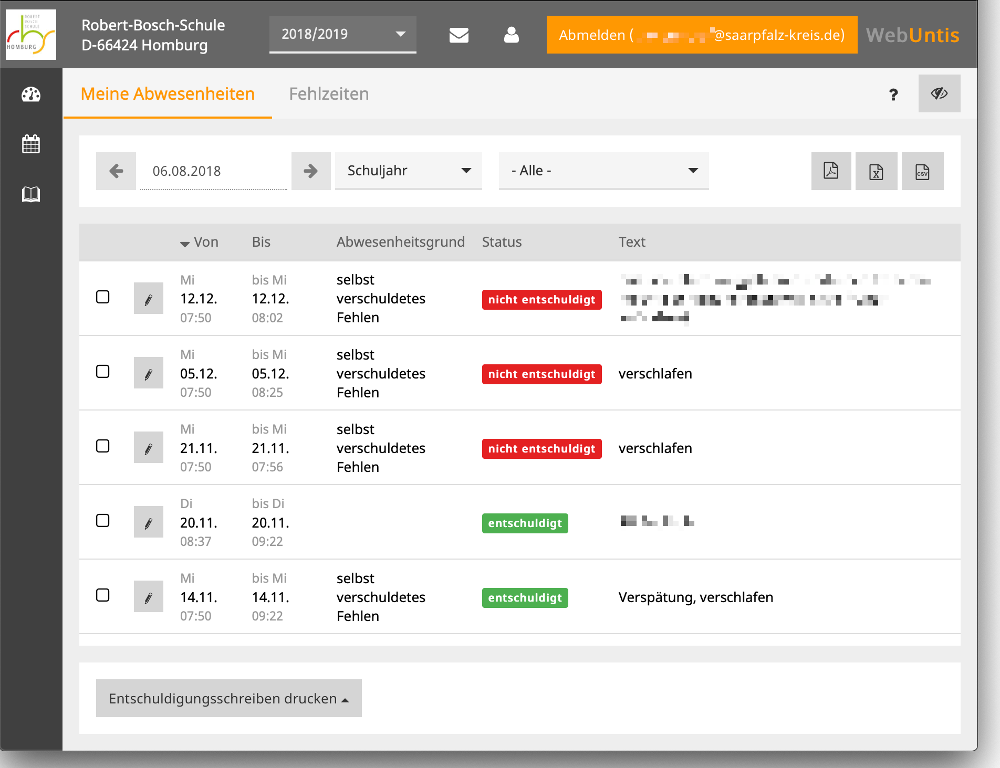 ROBERT
BOSCH
SCHULE
HOMBURG
Robert-Bosch-Schule
D-66424 Homburg
2018/2019
Abmelden ( @saarpfalz-kreis.de)
WebUntis
Meine Abwesenheiten
Fehlzeiten
?
06.08.2018
Schuljahr
- Alle -
X
CSV
Von Bis Abwesenheitsgrund Status Text
Mi bis Mi selbst
12.12. 12.12. verschuldetes nicht entschuldigt
07:50 08:02 Fehlen
Mi bis Mi selbst
05.12. 05.12. verschuldetes nicht entschuldigt verschlafen
07:50 08:25 Fehlen
Mi bis Mi selbst
21.11. 21.11. verschuldetes nicht entschuldigt verschlafen
07:50 07:56 Fehlen
Di bis Di
20.11. 20.11. entschuldigt
08:37 09:22
Mi bis Mi selbst
14.11. 14.11. verschuldetes entschuldigt Verspätung, verschlafen
07:50 09:22 Fehlen
Entschuldigungsschreiben drucken